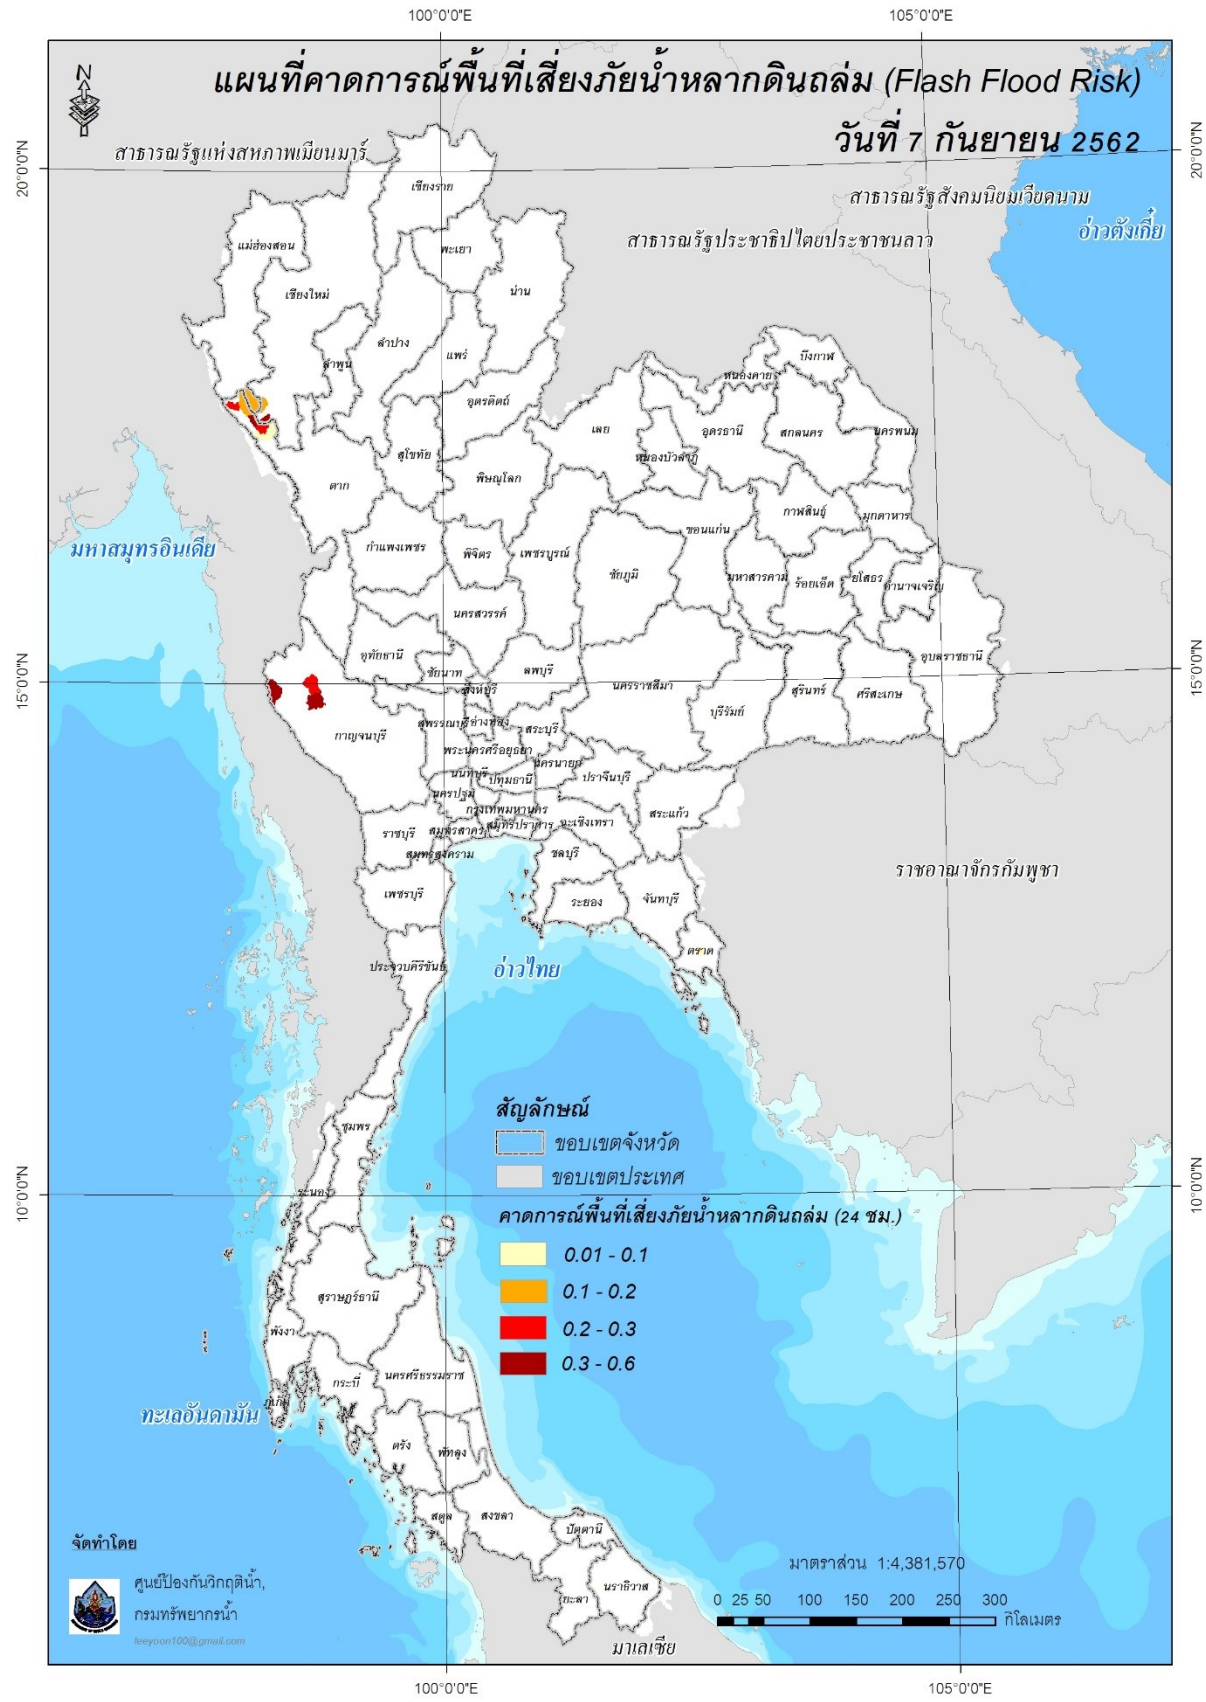 100°0'0"E
105°0'0"E
แผนที่คาดการณ์พื้นที่เสี่ยงภัยน้ำหลากดินถล่ม (Flash Flood Risk)
วันที่ 7 กันยายน 2562
N
20°0'0"N
20°0'0"N
สาธารณรัฐแห่งสหภาพเมียนมาร์
สาธารณรัฐสังคมนิยมเวียดนาม
สาธารณรัฐประชาธิปไตยประชาชนลาว
อ่าวตังเกี๋ย
เชียงราย
แม่ฮ่องสอน
พะเยา
น่าน
เชียงใหม่
ลำปาง
แพร่
ลำพูน
บึงกาฬ
หนองคาย
อุตรดิตถ์
เลย
อุดรธานี
สกลนคร
นครพนม
สุโขทัย
หนองบัวลำภู
ตาก
พิษณุโลก
ขอนแก่น
กาฬสินธุ์
มุกดาหาร
มหาสมุทรอินเดีย
กำแพงเพชร
พิจิตร
เพชรบูรณ์
ชัยภูมิ
มหาสารคาม
ร้อยเอ็ด
ยโสธร
อำนาจเจริญ
นครสวรรค์
อุทัยธานี
ชัยนาท
ลพบุรี
นครราชสีมา
อุบลราชธานี
15°0'0"N
15°0'0"N
สิงห์บุรี
บุรีรัมย์
สุรินทร์
ศรีสะเกษ
กาญจนบุรี
สุพรรณบุรี
อ่างทอง
สระบุรี
พระนครศรีอยุธยา
นครนายก
นนทบุรี
ปทุมธานี
ปราจีนบุรี
นครปฐม
กรุงเทพมหานคร
สระแก้ว
ราชบุรี
สมุทรสาคร
สมุทรปราการ
ฉะเชิงเทรา
สมุทรสงคราม
ชลบุรี
ราชอาณาจักรกัมพูชา
เพชรบุรี
ระยอง
จันทบุรี
ตราด
ประจวบคีรีขันธ์
อ่าวไทย
สัญลักษณ์
ขอบเขตจังหวัด
ขอบเขตประเทศ
ชุมพร
ระนอง
10°0'0"N
10°0'0"N
คาดการณ์พื้นที่เสี่ยงภัยน้ำหลากดินถล่ม (24 ชม.)
0.01 - 0.1
0.1 - 0.2
0.2 - 0.3
0.3 - 0.6
สุราษฎร์ธานี
พังงา
กระบี่
นครศรีธรรมราช
ภูเก็ต
ทะเลอันดามัน
ตรัง
พัทลุง
สตูล
สงขลา
ปัตตานี
ยะลา
นราธิวาส
มาเลเซีย
จัดทำโดย
ศูนย์ป้องกันวิกฤติน้ำ,
กรมทรัพยากรน้ำ
leeyoon100@gmail.com
มาตราส่วน 1:4,381,570
0 25 50 100 150 200 250 300
กิโลเมตร
100°0'0"E
105°0'0"E